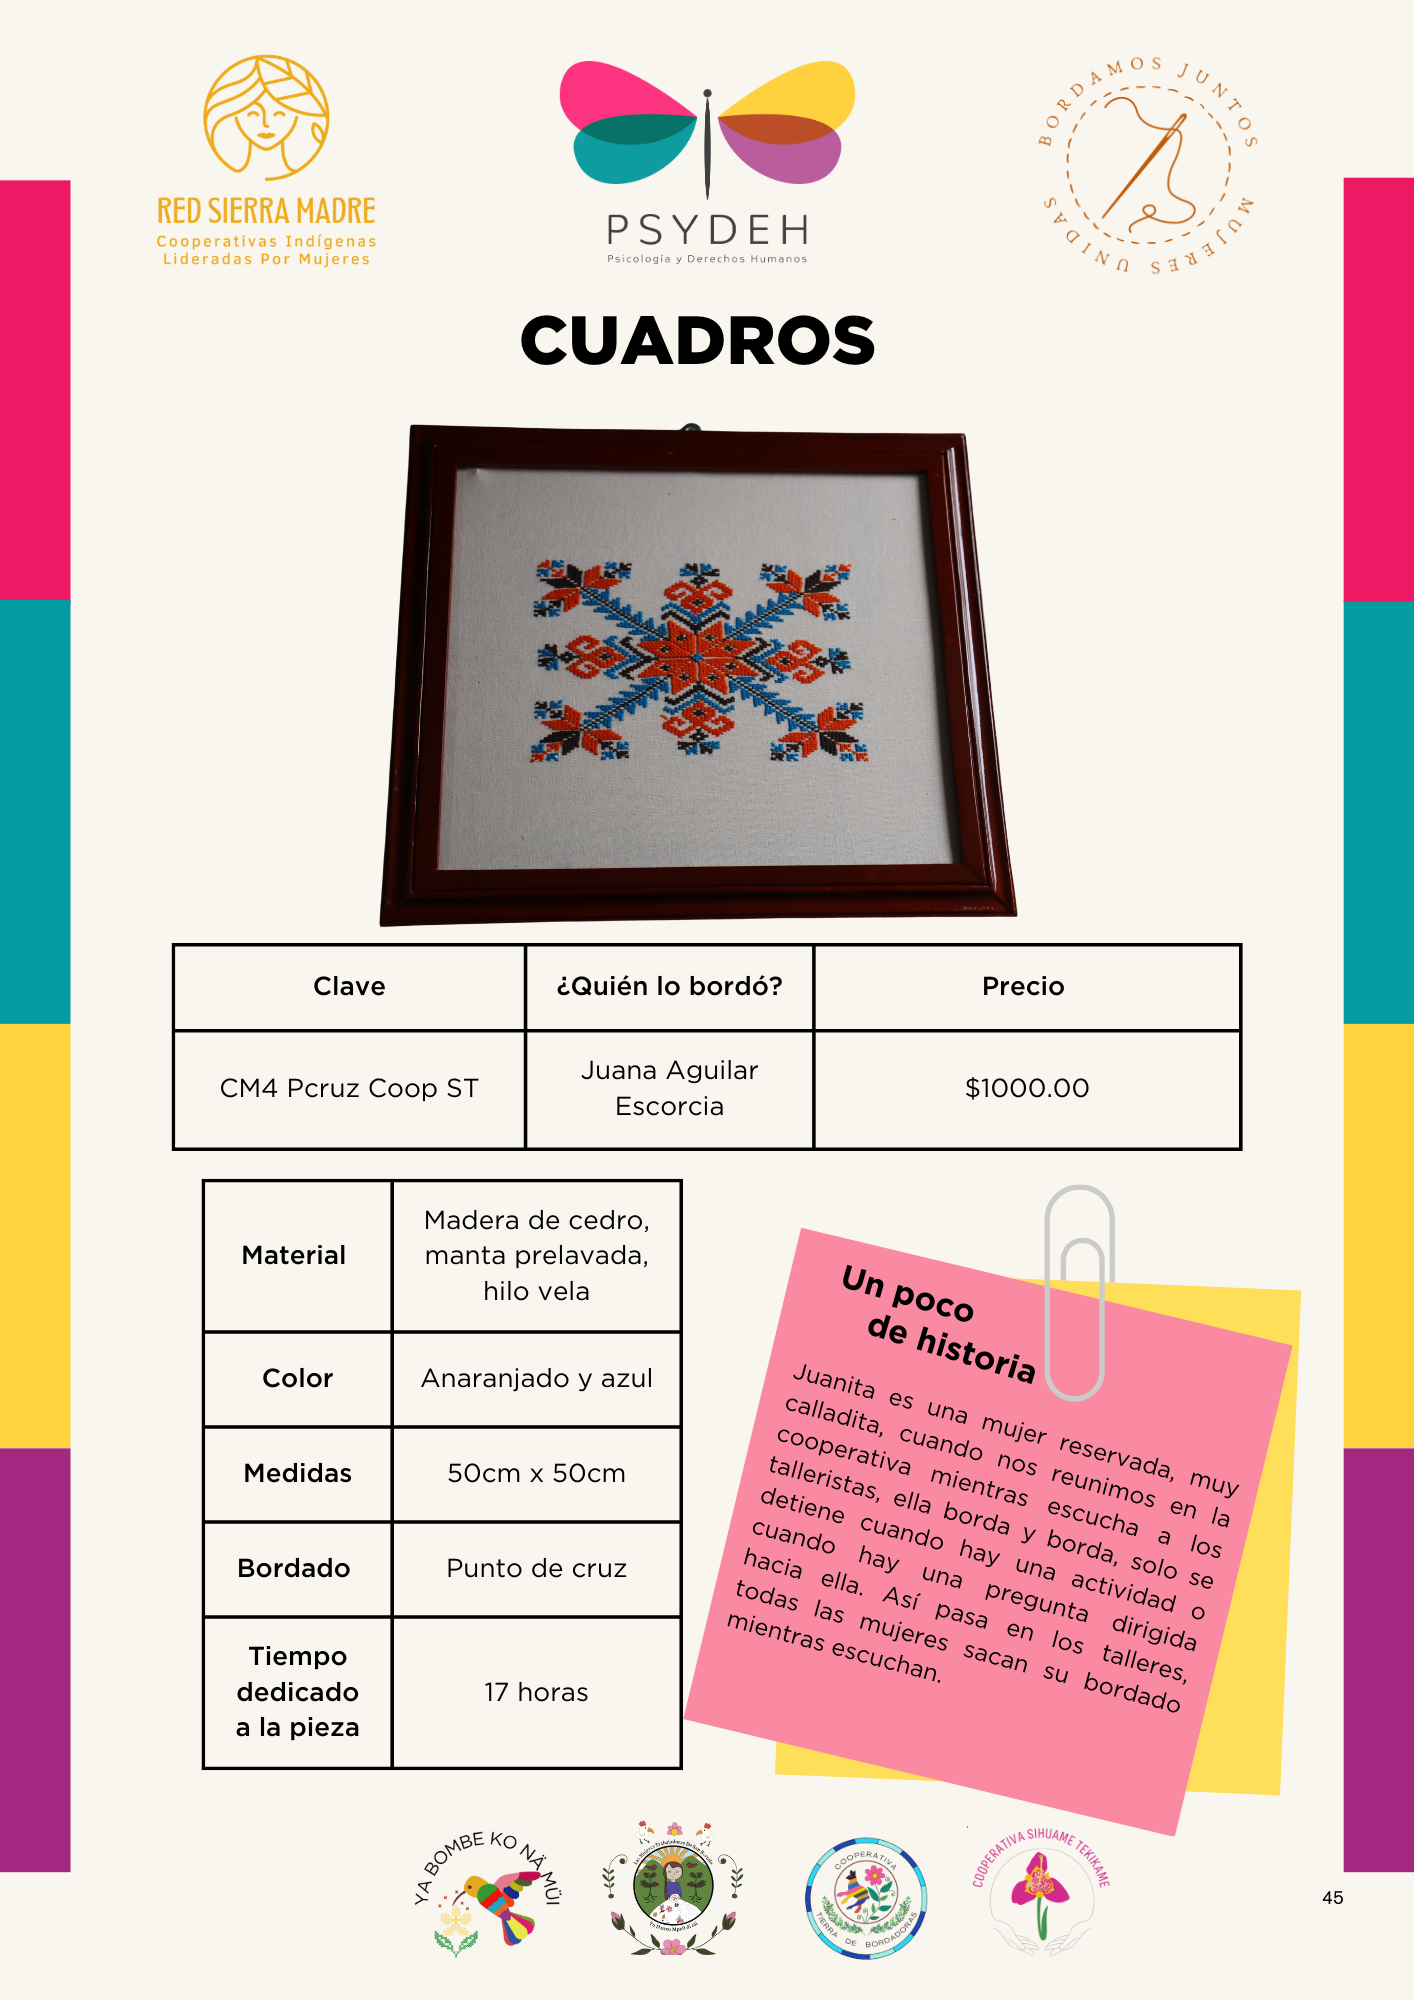 RED SIERRA MADRE
Cooperativas Indígenas
Lideradas Por Mujeres
PSYDEH
Psicología y Derechos Humanos
BORDAMOS JUNTOS
MUJERES UNIDAS
CUADROS
Clave
¿Quién lo bordó?
Precio
CM4 Pcruz Coop ST
Juana Aguilar
Escorcia
$1000.00
Material
Madera de cedro,
manta prelavada,
hilo vela
Color
Anaranjado y azul
Medidas
50cm x 50cm
Bordado
Punto de cruz
Tiempo
dedicado
a la pieza
17 horas
Un poco
de historia
Juanita es una mujer reservada, muy
calladita, cuando nos reunimos en la
cooperativa mientras escucha a los
talleristas, ella borda y borda, solo se
detiene cuando hay una actividad o
cuando hay una pregunta dirigida
hacia ella. Así pasa en los talleres,
todas las mujeres sacan su bordado
mientras escuchan.
YA BOMBE KO NÄ MÜI
COOPERATIVA
TIERRA DE BORDADORAS
COOPERATIVA SIHUAME TEKIKAME
45